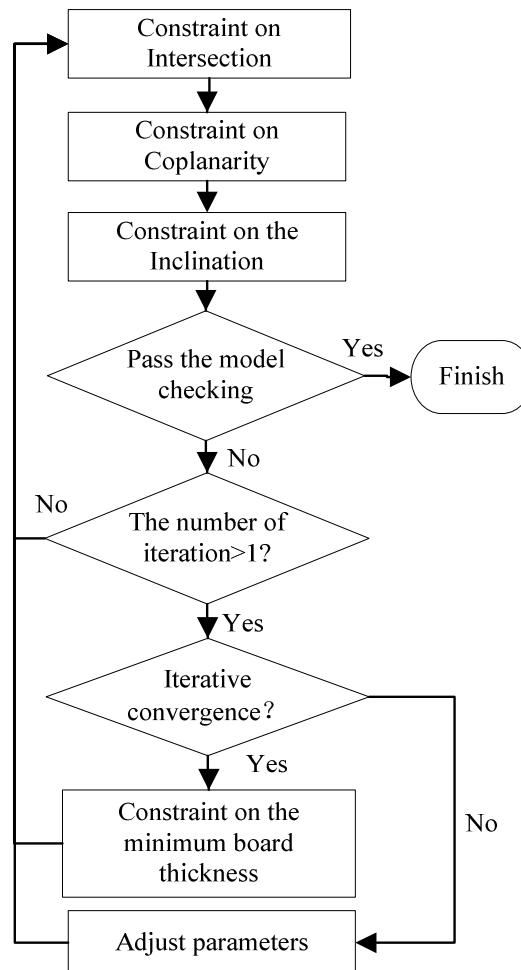 Constraint on
Intersection
Constraint on
Coplanarity
Constraint on the
Inclination
Pass the model
checking
Yes
Finish
No
No
The number of
iteration>1?
Yes
Iterative
convergence？
Yes
No
Constraint on the
minimum board
thickness
Adjust parameters